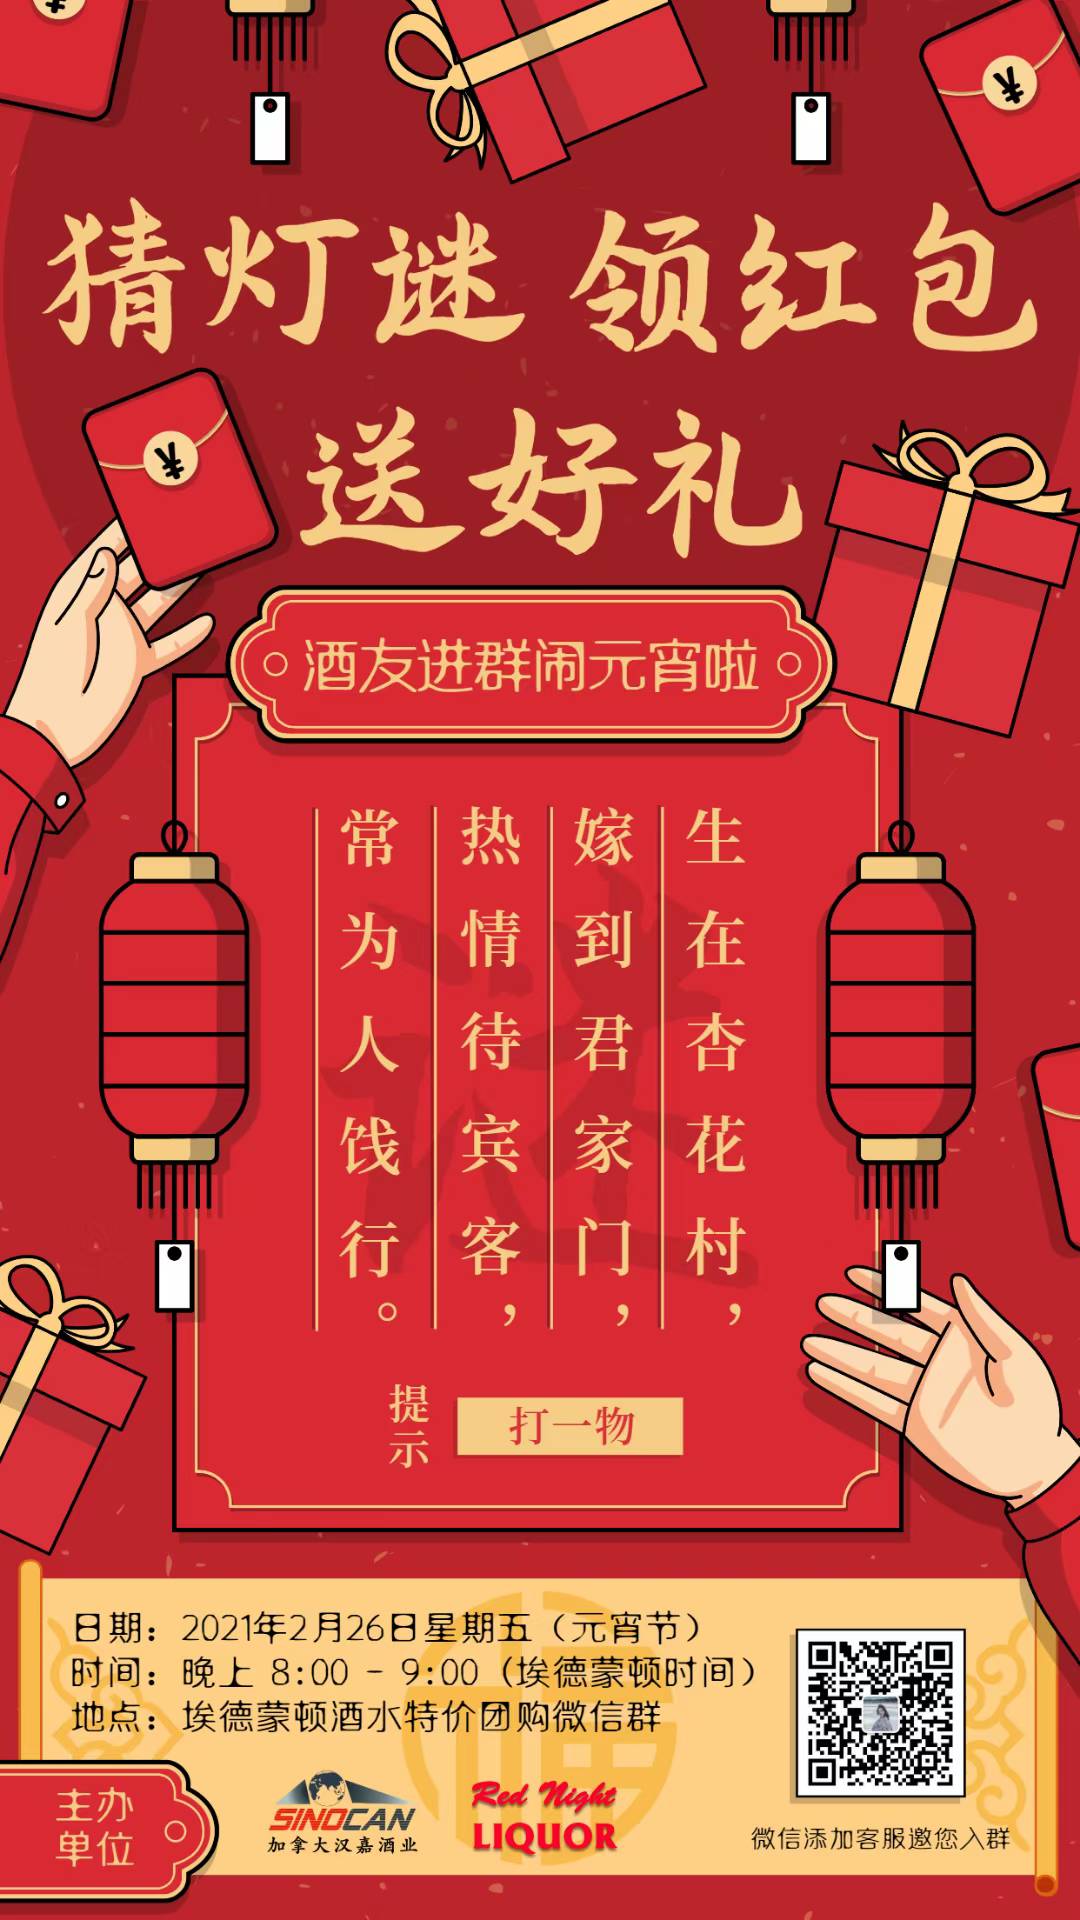 猜灯谜 领红包
送好礼
酒友进群闹元宵啦
生在杏花村，
嫁到君家门，
热情待宾客，
常为人饯行。
提示
打一物
日期：2021年2月26日星期五（元宵节）
时间：晚上 8:00 - 9:00（埃德蒙顿时间）
地点：埃德蒙顿酒水特价团购微信群
主办
单位
SINOCAN
加拿大汉嘉酒业
Red Night
LIQUOR
微信添加客服邀您入群